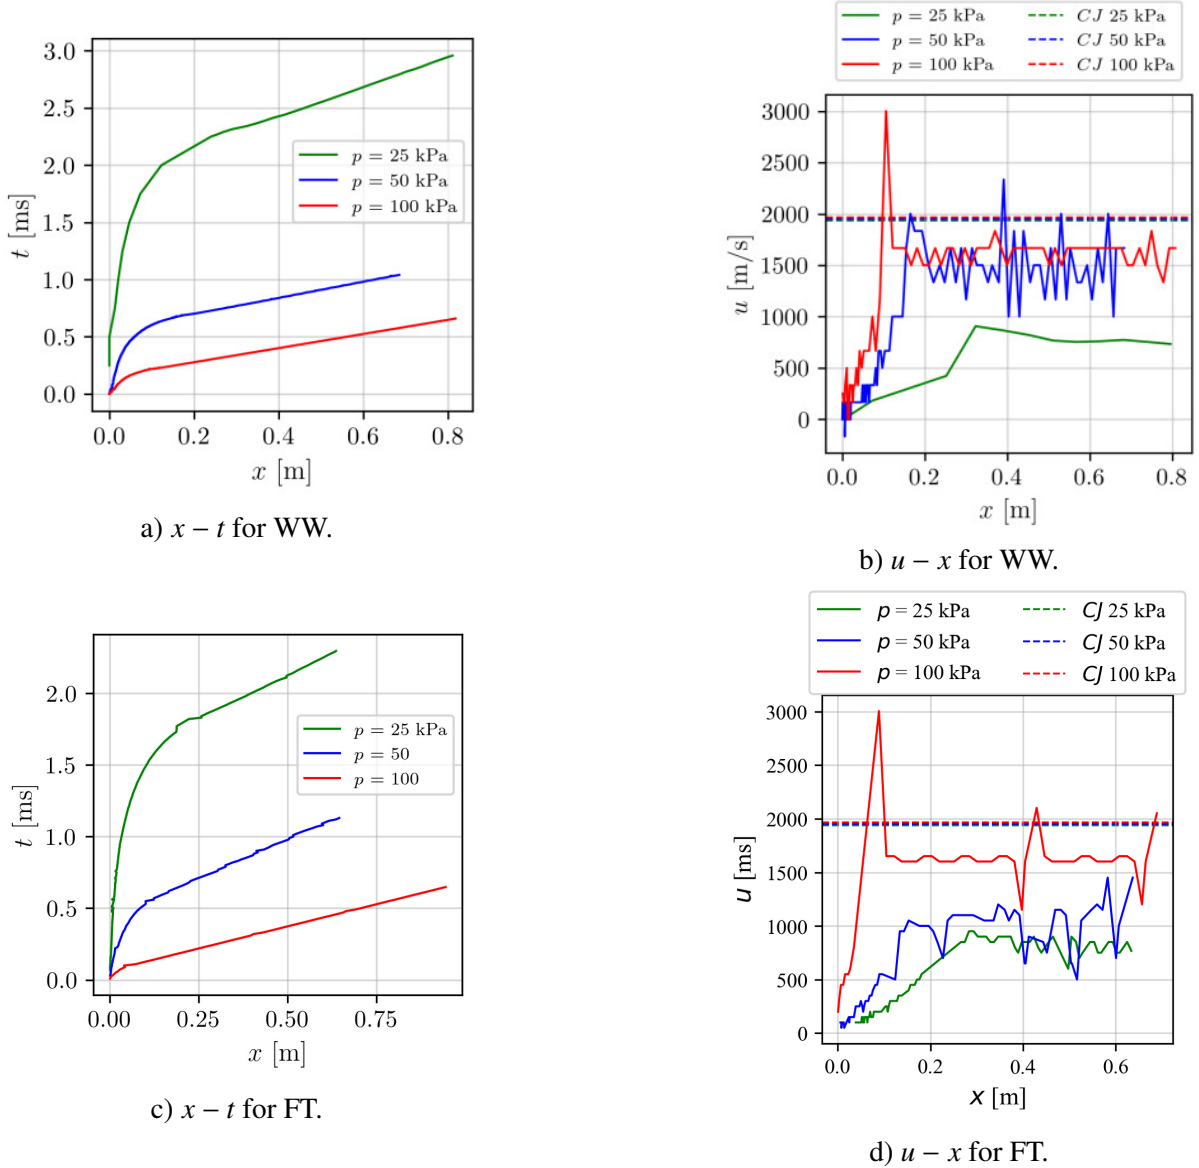 3.0
2.5
2.0
1.5
1.0
0.5
0.0
t [ms]
p = 25 kPa
p = 50 kPa
p = 100 kPa
0.0 0.2 0.4 0.6 0.8
x [m]
a) x − t for WW.
p = 25 kPa CJ 25 kPa
p = 50 kPa CJ 50 kPa
p = 100 kPa CJ 100 kPa
3000
2500
2000
1500
1000
500
0
u [m/s]
0.0 0.2 0.4 0.6 0.8
x [m]
b) u − x for WW.
2.0
1.5
1.0
0.5
0.0
t [ms]
p = 25 kPa
p = 50
p = 100
0.00 0.25 0.50 0.75
x [m]
c) x − t for FT.
p = 25 kPa CJ 25 kPa
p = 50 kPa CJ 50 kPa
p = 100 kPa CJ 100 kPa
3000
2500
2000
1500
1000
500
0
u [ms]
0.0 0.2 0.4 0.6
x [m]
d) u − x for FT.